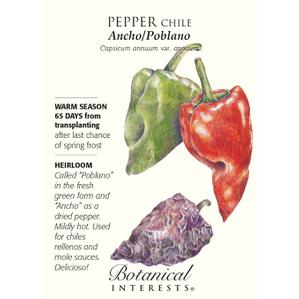 PEPPER CHILE
Ancho/Poblano
Capsicum annuum var. annuum
WARM SEASON
65 DAYS from
transplanting
after last chance
of spring frost
HEIRLOOM
Called "Poblano"
in the fresh
green form and
"Ancho" as a
dried pepper.
Mildly hot. Used
for chiles
rellenos and
mole sauces.
Delicioso!
Botanical
INTERESTS®